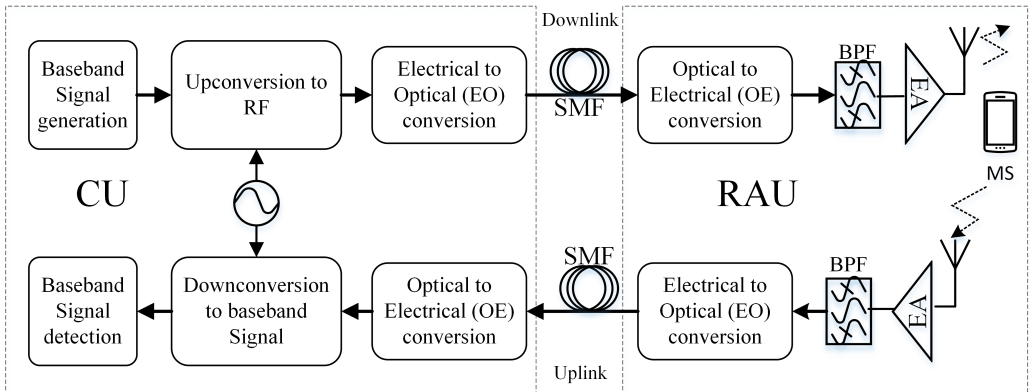 Downlink
Baseband
Signal
generation
Upconversion to
RF
Electrical to
Optical (EO)
conversion
SMF
Optical to
Electrical (OE)
conversion
BPF
EA
MS
CU
RAU
Baseband
Signal
detection
Downconversion
to baseband
Signal
Optical to
Electrical (OE)
conversion
SMF
Electrical to
Optical (EO)
conversion
BPF
EA
Uplink